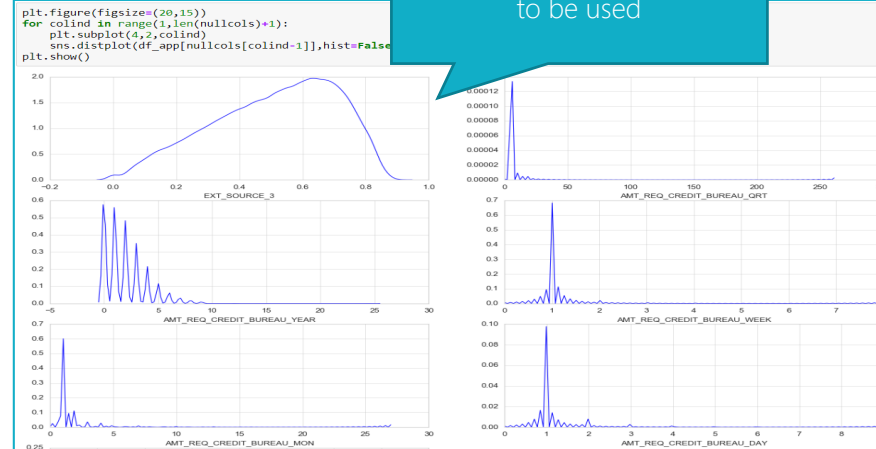 to be used
plt.figure(figsize=(20,15))
for colind in range(1,len(nullcols)+1):
    plt.subplot(4,2,colind)
    sns.distplot(df_app[nullcols[colind-1]],hist=False
plt.show()
2.0
1.5
1.0
0.5
0.0
−0.2 0.0 0.2 0.4 0.6 0.8 1.0
EXT_SOURCE_3
0.00012
0.00010
0.00008
0.00006
0.00004
0.00002
0.00000
0 50 100 150 200 250
AMT_REQ_CREDIT_BUREAU_QRT
0.6
0.5
0.4
0.3
0.2
0.1
0.0
−5 0 5 10 15 20 25 30
AMT_REQ_CREDIT_BUREAU_YEAR
0.7
0.6
0.5
0.4
0.3
0.2
0.1
0.0
0 1 2 3 4 5 6 7
AMT_REQ_CREDIT_BUREAU_WEEK
0.7
0.6
0.5
0.4
0.3
0.2
0.1
0.0
0 5 10 15 20 25 30
AMT_REQ_CREDIT_BUREAU_MON
0.10
0.08
0.06
0.04
0.02
0.00
0 1 2 3 4 5 6 7 8
AMT_REQ_CREDIT_BUREAU_DAY
0.25